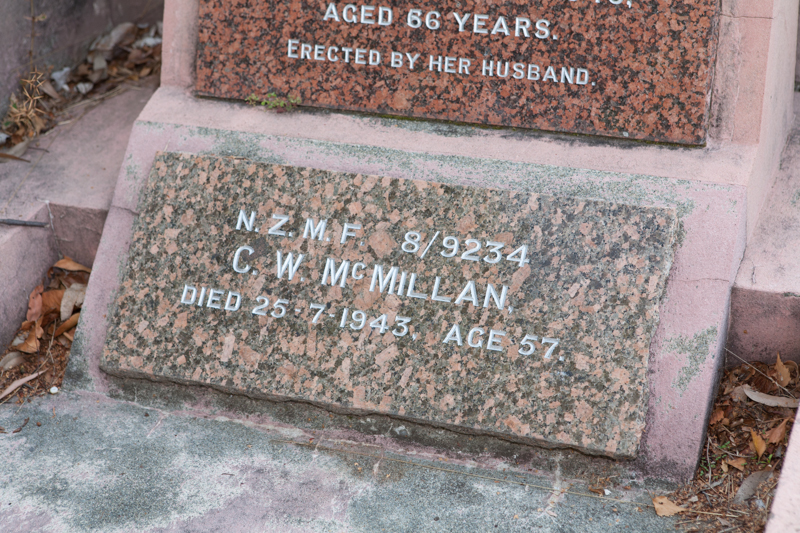 AGED 66 YEARS.
ERECTED BY HER HUSBAND.
N.Z.M.F. 8/9234
C. W. McMILLAN,
DIED 25-7-1943. AGE 57.